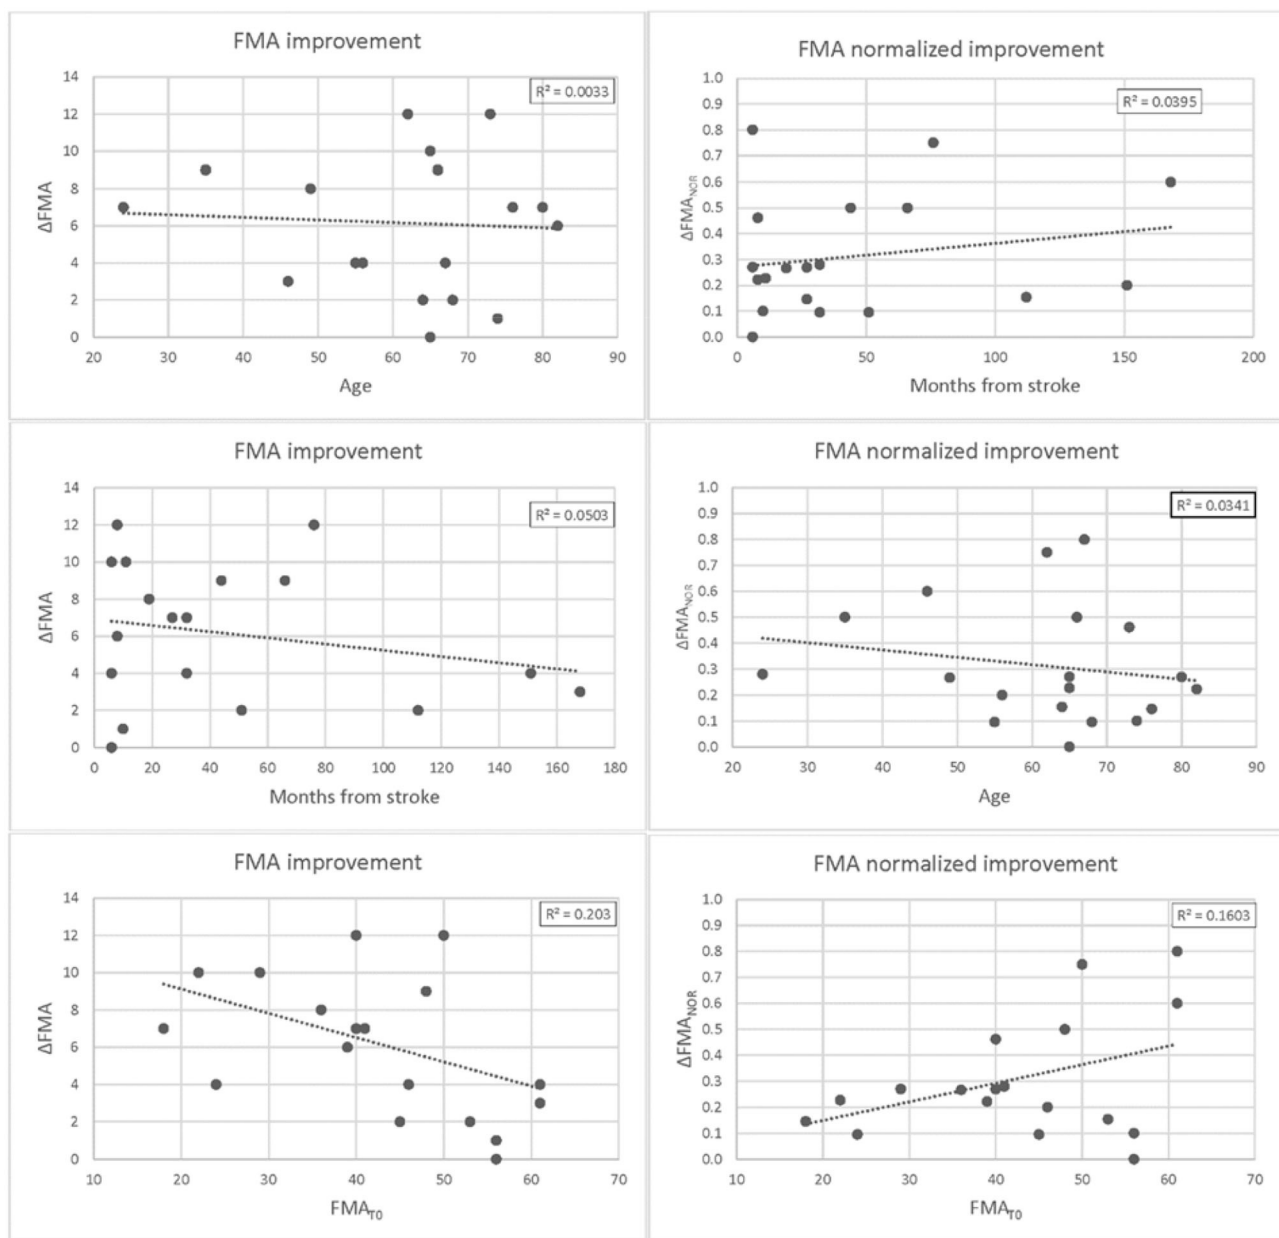 FMA improvement
14
12
10
8
6
4
2
0
ΔFMA
R² = 0.0033
20 30 40 50 60 70 80 90
Age
FMA normalized improvement
1.0
0.9
0.8
0.7
0.6
0.5
0.4
0.3
0.2
0.1
0.0
ΔFMA_NOR
R² = 0.0395
0 50 100 150 200
Months from stroke
FMA improvement
14
12
10
8
6
4
2
0
ΔFMA
R² = 0.0503
0 20 40 60 80 100 120 140 160 180
Months from stroke
FMA normalized improvement
1.0
0.9
0.8
0.7
0.6
0.5
0.4
0.3
0.2
0.1
0.0
ΔFMA_NOR
R² = 0.0341
20 30 40 50 60 70 80 90
Age
FMA improvement
14
12
10
8
6
4
2
0
ΔFMA
R² = 0.203
10 20 30 40 50 60 70
FMA_T0
FMA normalized improvement
1.0
0.9
0.8
0.7
0.6
0.5
0.4
0.3
0.2
0.1
0.0
ΔFMA_NOR
R² = 0.1603
10 20 30 40 50 60 70
FMA_T0